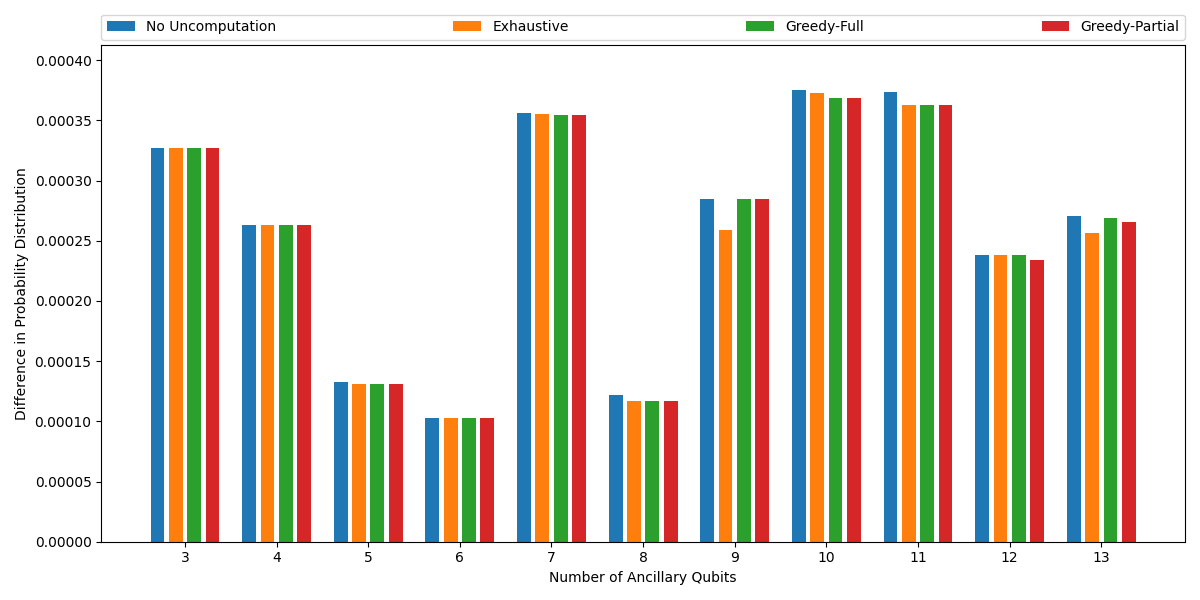 No Uncomputation Exhaustive Greedy-Full Greedy-Partial
Difference in Probability Distribution
0.00040
0.00035
0.00030
0.00025
0.00020
0.00015
0.00010
0.00005
0.00000
3 4 5 6 7 8 9 10 11 12 13
Number of Ancillary Qubits